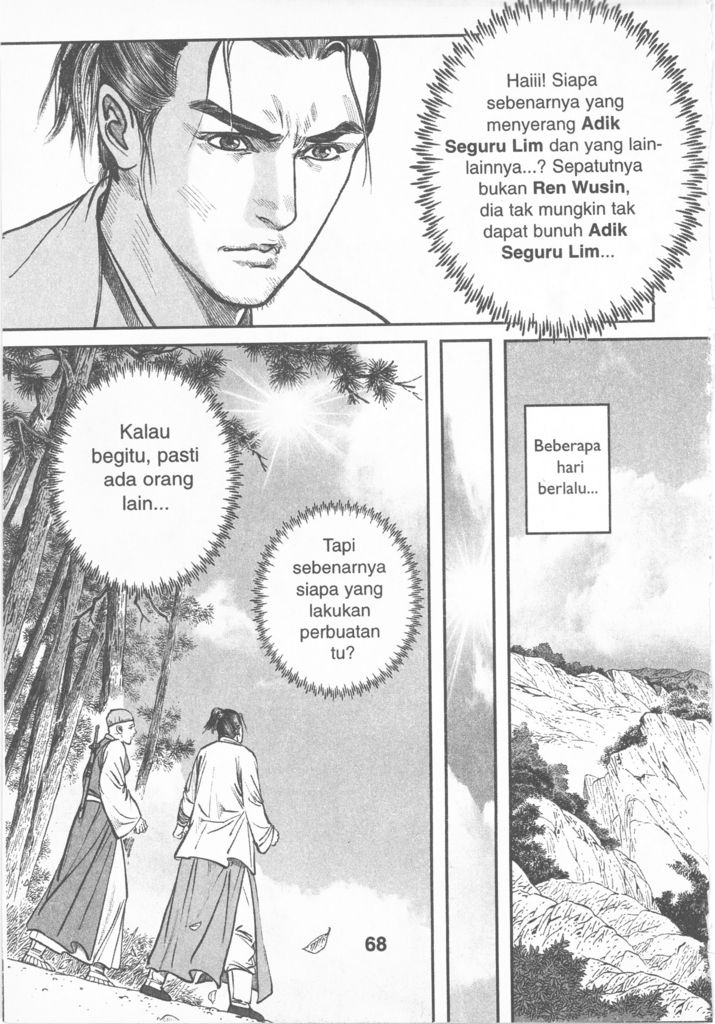 Haiii! Siapa
sebenarnya yang
menyerang Adik
Seguru Lim dan yang lain-
lainnya...? Sepatutnya
bukan Ren Wusin,
dia tak mungkin tak
dapat bunuh Adik
Seguru Lim...
Kalau
begitu, pasti
ada orang
lain...
Tapi
sebenarnya
siapa yang
lakukan
perbuatan
tu?
Beberapa
hari
berlalu...
68